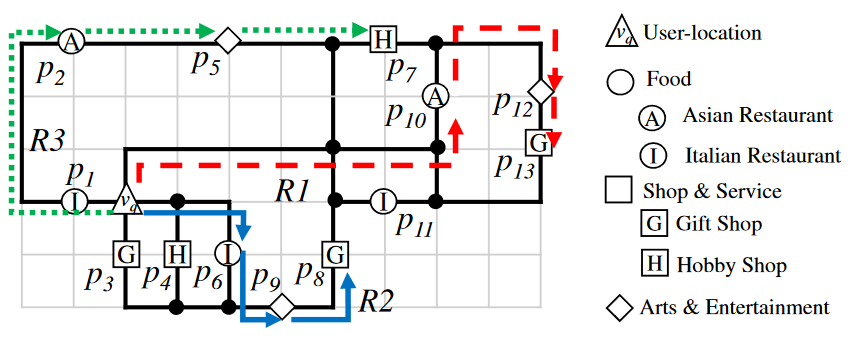 A
H
p2
p5
p7
A
p10
p12
R3
G
p1
p13
I
vq
R1
I
p11
G
H
I
G
p3
p4
p6
p9
p8
R2
vq User-location
Food
A Asian Restaurant
I Italian Restaurant
Shop & Service
G Gift Shop
H Hobby Shop
Arts & Entertainment